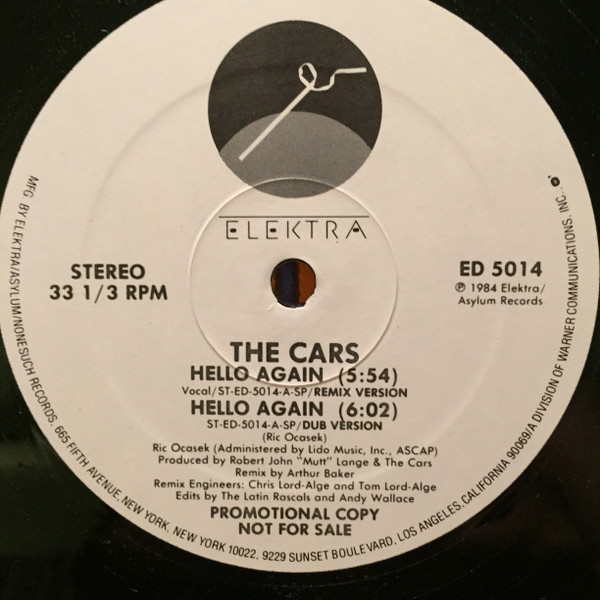 ELEKTRA
STEREO
33 1/3 RPM
ED 5014
℗ 1984 Elektra/
Asylum Records
THE CARS
HELLO AGAIN (5:54)
Vocal/ST-ED-5014-A-SP/REMIX VERSION
HELLO AGAIN (6:02)
ST-ED-5014-A-SP/DUB VERSION
(Ric Ocasek)
Ric Ocasek (Administered by Lido Music, Inc., ASCAP)
Produced by Robert John "Mutt" Lange & The Cars
Remix by Arthur Baker
Remix Engineers: Chris Lord-Alge and Tom Lord-Alge
Edits by The Latin Rascals and Andy Wallace
PROMOTIONAL COPY
NOT FOR SALE
MFG BY ELEKTRA/ASYLUM/NONESUCH RECORDS, 665 FIFTH AVENUE, NEW YORK, NEW YORK 10022. 9229 SUNSET BOULEVARD, LOS ANGELES, CALIFORNIA 90069/A DIVISION OF WARNER COMMUNICATIONS, INC.